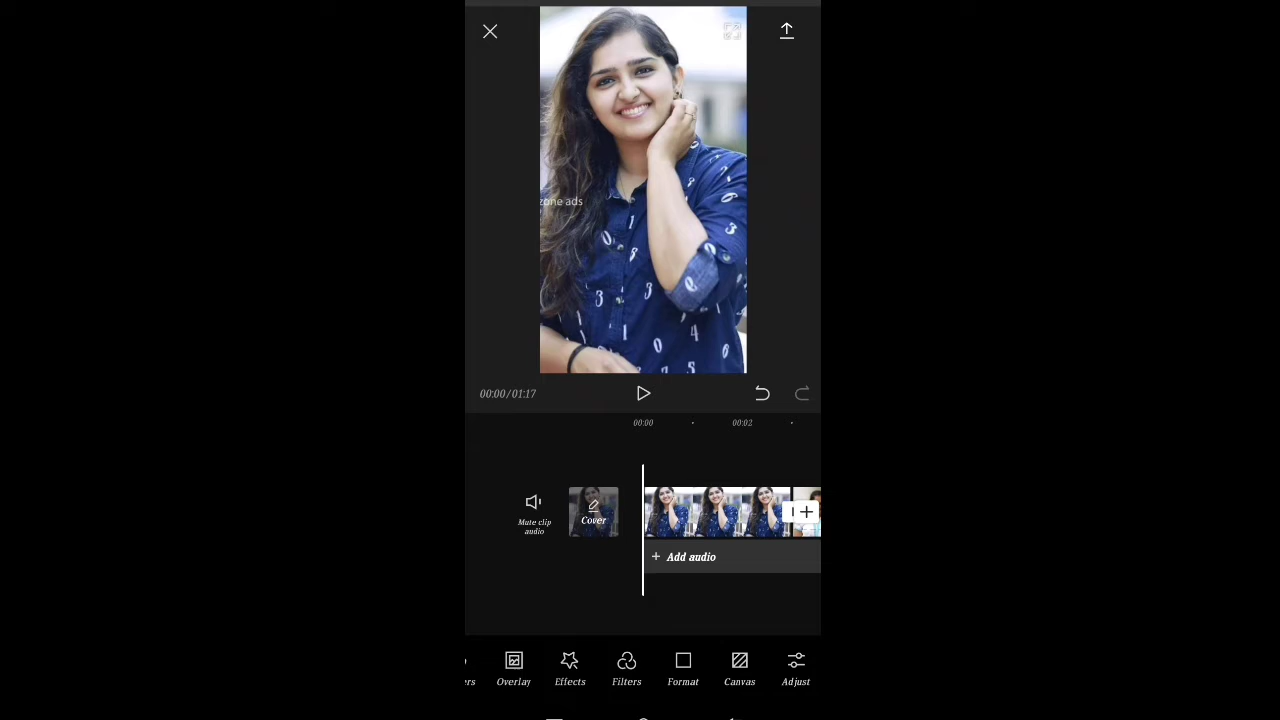 zone ads
00:00/01:17
00:00
00:02
Mute clip
audio
Cover
+ Add audio
ers
Overlay
Effects
Filters
Format
Canvas
Adjust